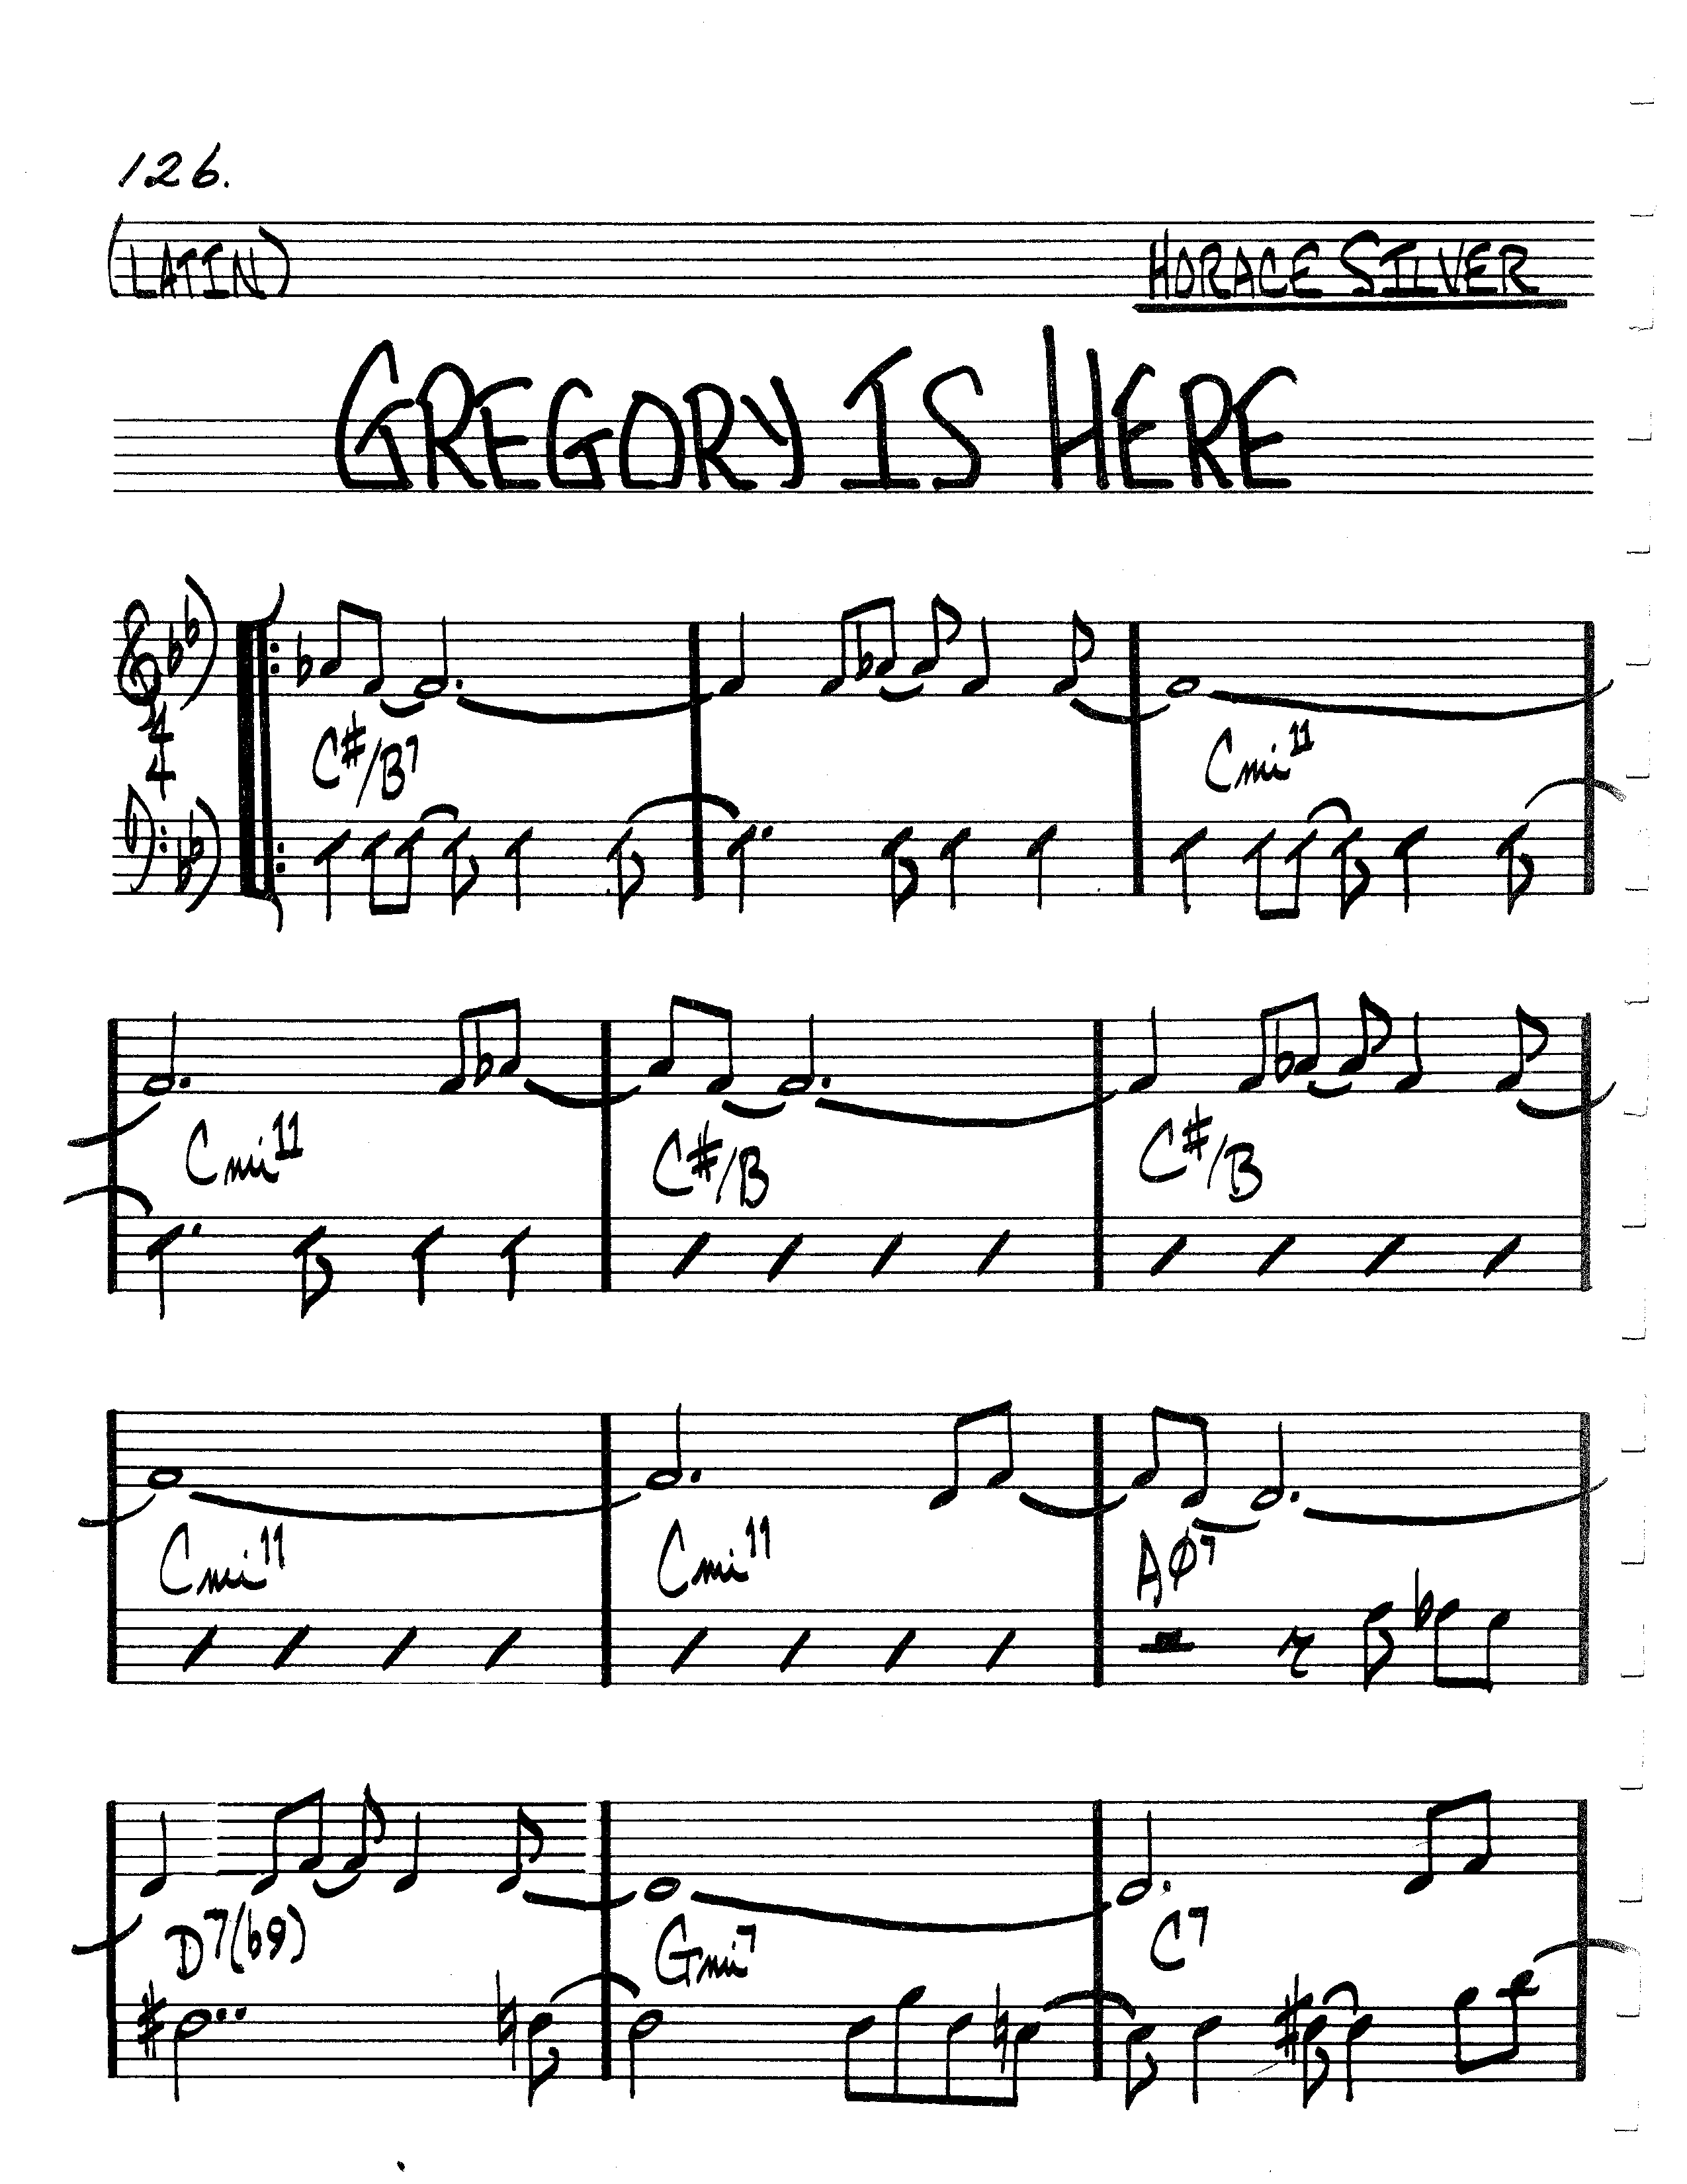 126.
(LATIN) HORACE SILVER
GREGORY IS HERE
4
4
C#/B7 Cmi11
Cmi11 C#/B C#/B
Cmi11 Cmi11 AØ7
D7(b9) Gmi7 C7